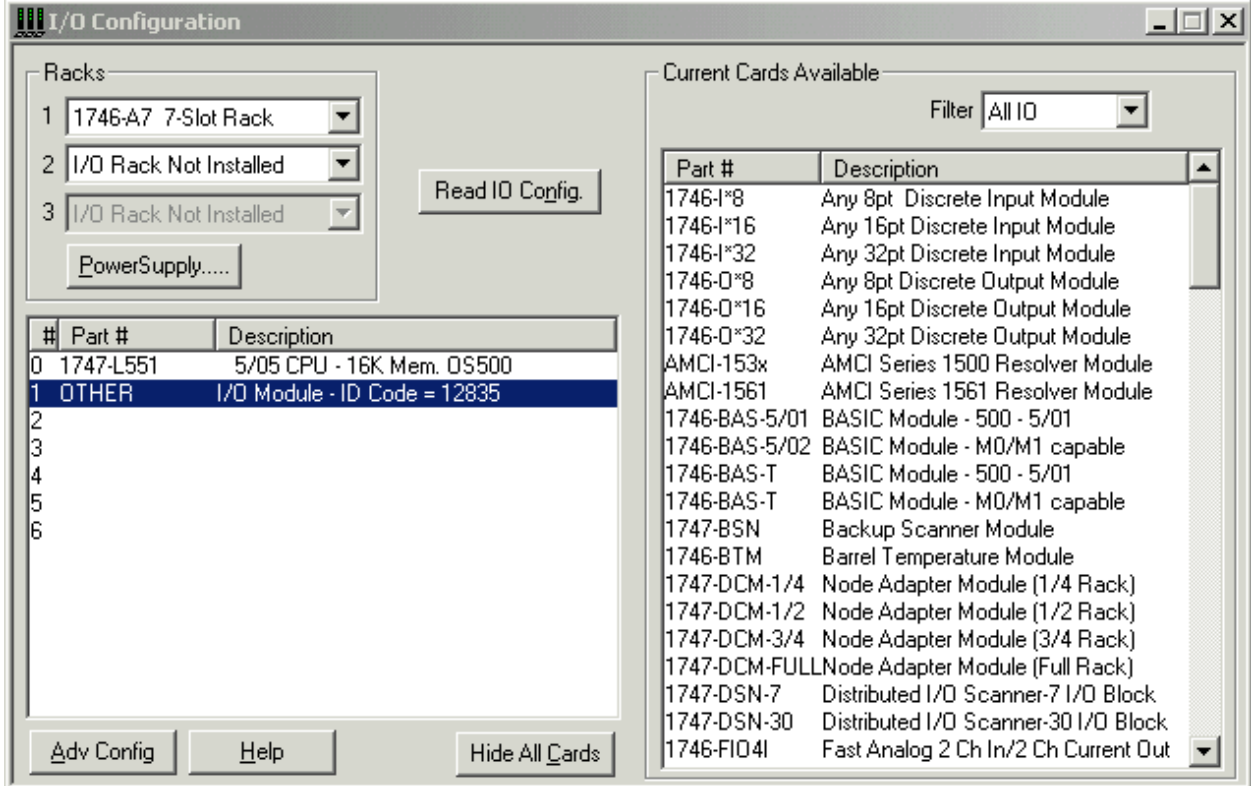 I/O Configuration
Racks
1 1746-A7 7-Slot Rack
2 I/O Rack Not Installed
3 I/O Rack Not Installed
PowerSupply.....
Read IO Config.
# Part # Description
0 1747-L551 5/05 CPU - 16K Mem. OS500
1 OTHER I/O Module - ID Code = 12835
2
3
4
5
6
Adv Config
Help
Hide All Cards
Current Cards Available
Filter All IO
Part # Description
1746-I*8 Any 8pt Discrete Input Module
1746-I*16 Any 16pt Discrete Input Module
1746-I*32 Any 32pt Discrete Input Module
1746-O*8 Any 8pt Discrete Output Module
1746-O*16 Any 16pt Discrete Output Module
1746-O*32 Any 32pt Discrete Output Module
AMCI-153x AMCI Series 1500 Resolver Module
AMCI-1561 AMCI Series 1561 Resolver Module
1746-BAS-5/01 BASIC Module - 500 - 5/01
1746-BAS-5/02 BASIC Module - M0/M1 capable
1746-BAS-T BASIC Module - 500 - 5/01
1746-BAS-T BASIC Module - M0/M1 capable
1747-BSN Backup Scanner Module
1746-BTM Barrel Temperature Module
1747-DCM-1/4 Node Adapter Module (1/4 Rack)
1747-DCM-1/2 Node Adapter Module (1/2 Rack)
1747-DCM-3/4 Node Adapter Module (3/4 Rack)
1747-DCM-FULL Node Adapter Module (Full Rack)
1747-DSN-7 Distributed I/O Scanner-7 I/O Block
1747-DSN-30 Distributed I/O Scanner-30 I/O Block
1746-FIO4I Fast Analog 2 Ch In/2 Ch Current Out